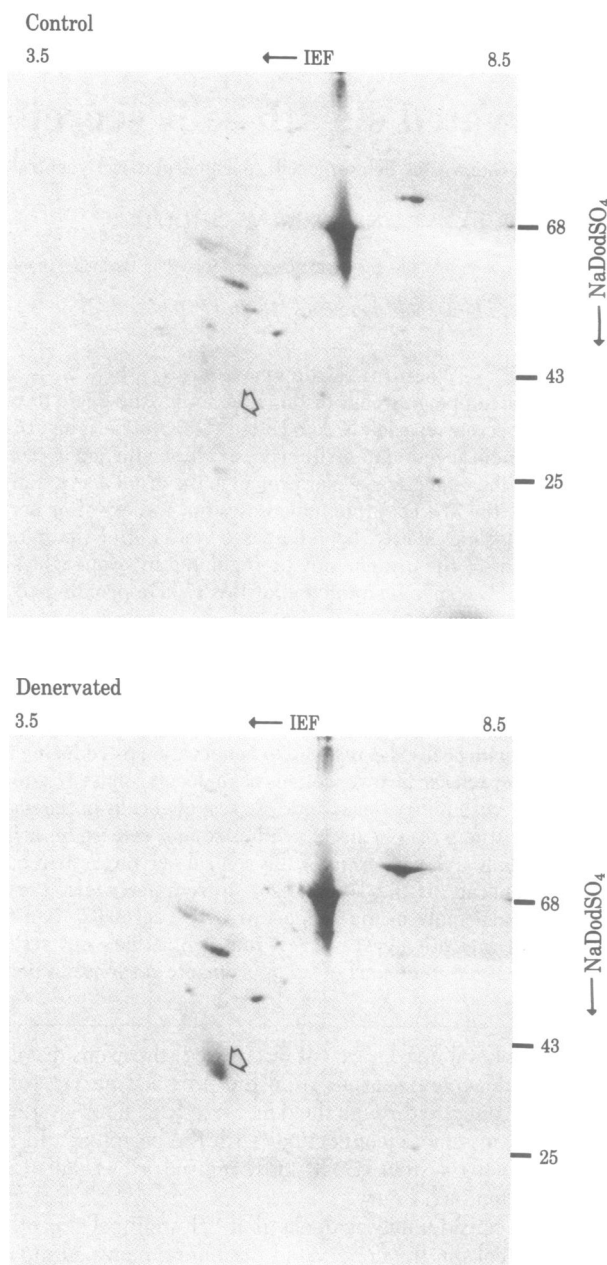 Control
3.5 ← IEF 8.5
68
43
25
← NaDodSO₄
Denervated
3.5 ← IEF 8.5
68
43
25
← NaDodSO₄